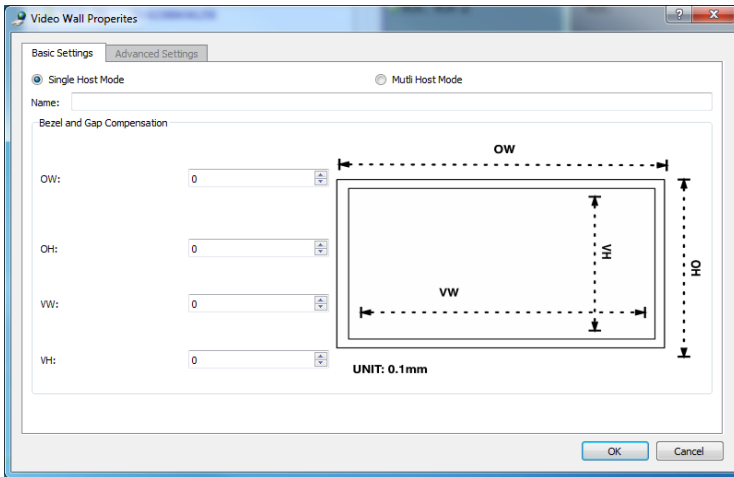 Video Wall Properites
Basic Settings
Advanced Settings
Single Host Mode
Mutli Host Mode
Name:
Bezel and Gap Compensation
OW
OW:
0
OH:
0
VH
OH
VW
VW:
0
VH:
0
UNIT: 0.1mm
OK
Cancel